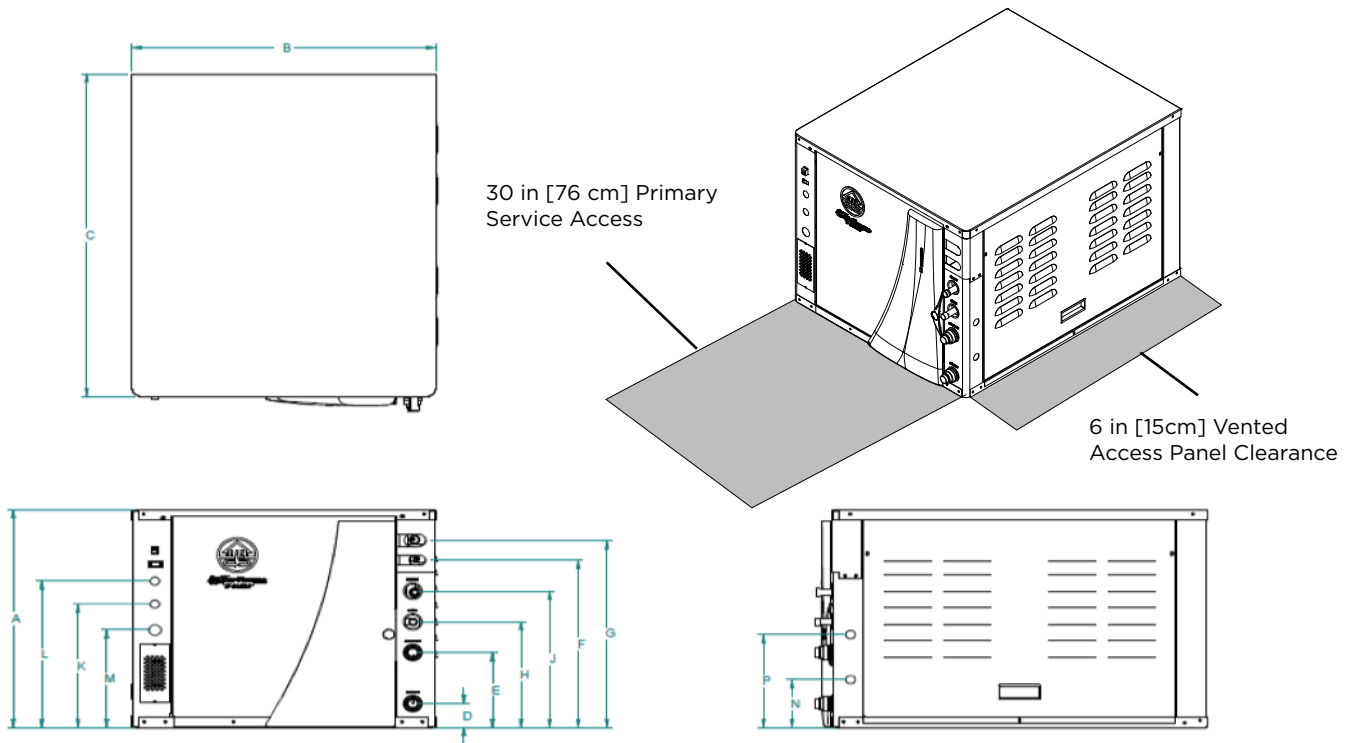 B
C
30 in [76 cm] Primary
Service Access
6 in [15cm] Vented
Access Panel Clearance
A
L
K
M
D
E
H
J
F
G
P
N